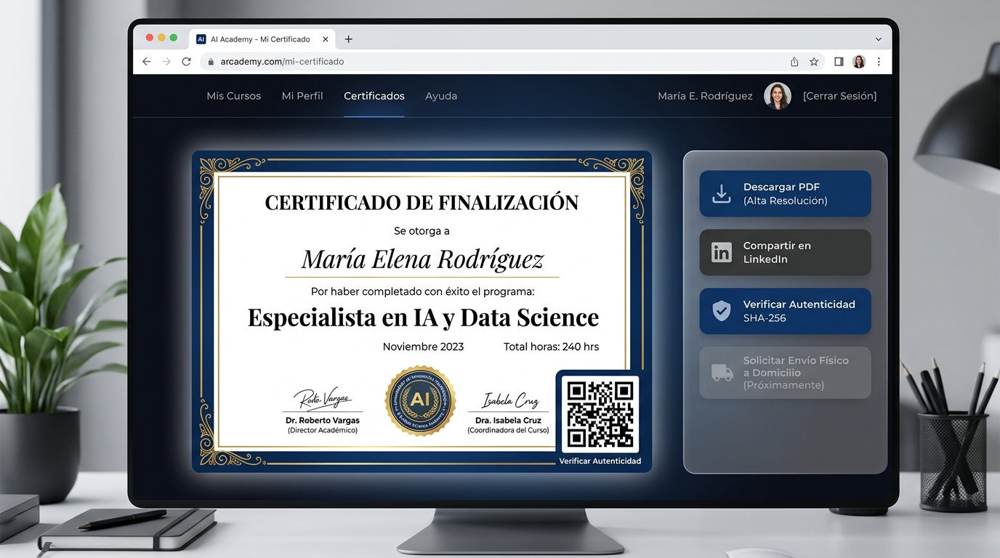 AI
AI Academy - Mi Certificado
arcademy.com/mi-certificado
Mis Cursos
Mi Perfil
Certificados
Ayuda
María E. Rodríguez
[Cerrar Sesión]
CERTIFICADO DE FINALIZACIÓN
Se otorga a
María Elena Rodríguez
Por haber completado con éxito el programa:
Especialista en IA y Data Science
Noviembre 2023
Total horas: 240 hrs
Roto. Vargas
Dr. Roberto Vargas
(Director Académico)
AI
Isabela Cruz
Dra. Isabela Cruz
(Coordinadora del Curso)
Verificar Autenticidad
Descargar PDF
(Alta Resolución)
in
Compartir en
LinkedIn
Verificar Autenticidad
SHA-256
Solicitar Envío Físico
a Domicilio
(Próximamente)